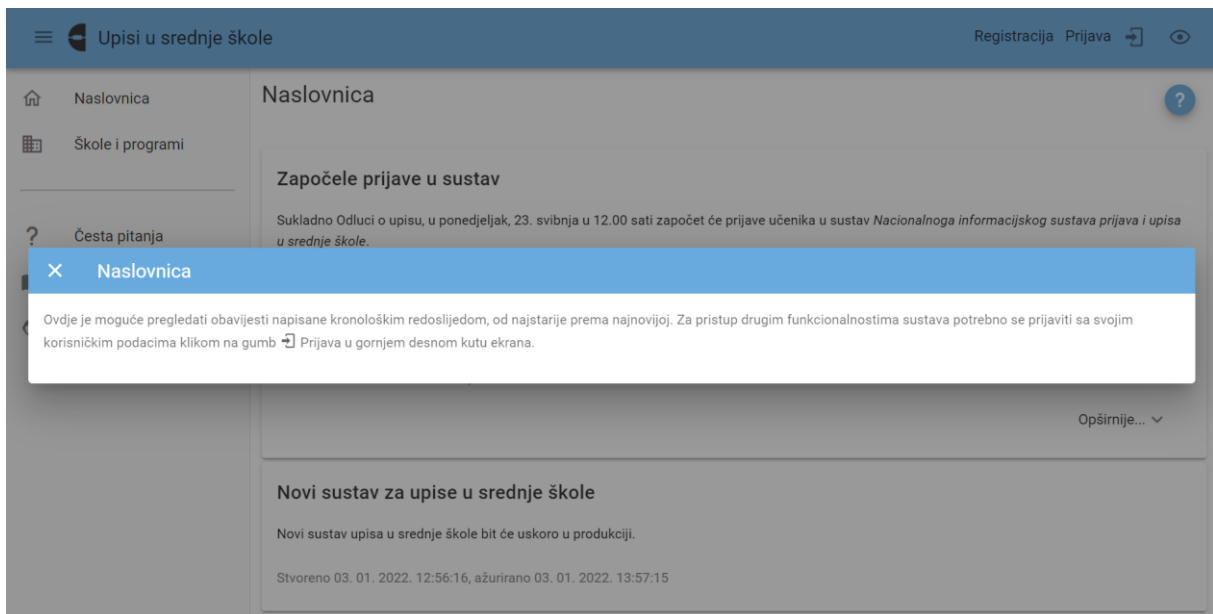 Upisi u srednje škole
Registracija Prijava
Naslovnica
Škole i programi
Česta pitanja
Naslovnica
?
Započele prijave u sustav
Sukladno Odluci o upisu, u ponedjeljak, 23. svibnja u 12.00 sati započet će prijave učenika u sustav Nacionalnoga informacijskog sustava prijava i upisa
u srednje škole.
Naslovnica
Ovdje je moguće pregledati obavijesti napisane kronološkim redoslijedom, od najstarije prema najnovijoj. Za pristup drugim funkcionalnostima sustava potrebno se prijaviti sa svojim
korisničkim podacima klikom na gumb Prijava u gornjem desnom kutu ekrana.
Opširnije...
Novi sustav za upise u srednje škole
Novi sustav upisa u srednje škole bit će uskoro u produkciji.
Stvoreno 03. 01. 2022. 12:56:16, ažurirano 03. 01. 2022. 13:57:15